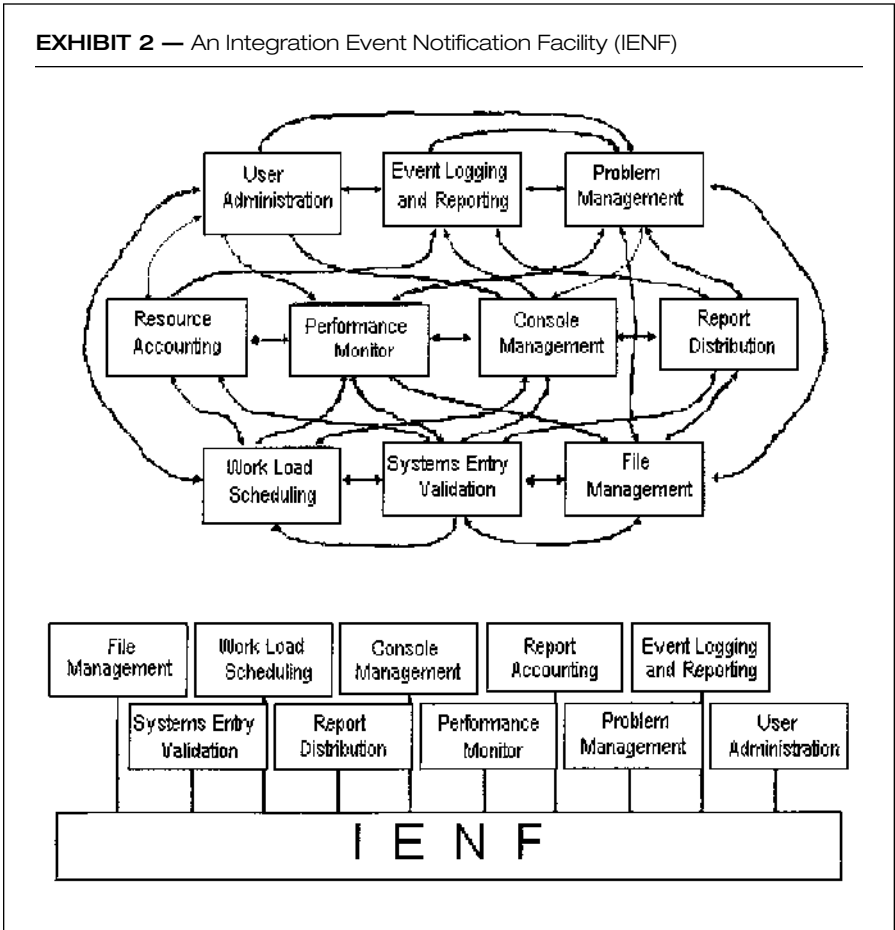 EXHIBIT 2 — An Integration Event Notification Facility (IENF)
User
Administration
Event Logging
and Reporting
Problem
Management
Resource
Accounting
Performance
Monitor
Console
Management
Report
Distribution
Work Load
Scheduling
Systems Entry
Validation
File
Management
File
Management
Work Load
Scheduling
Console
Management
Report
Accounting
Event Logging
and Reporting
Systems Entry
Validation
Report
Distribution
Performance
Monitor
Problem
Management
User
Administration
I E N F